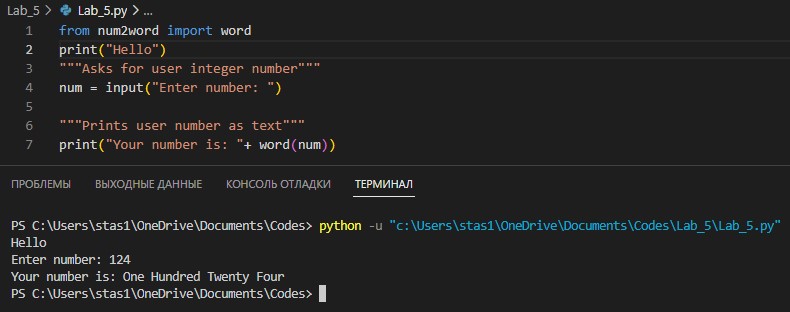 Lab_5 > Lab_5.py > ...
1 from num2word import word
2 print("Hello")
3 """Asks for user integer number"""
4 num = input("Enter number: ")
5
6 """Prints user number as text"""
7 print("Your number is: "+ word(num))
ПРОБЛЕМЫ ВЫХОДНЫЕ ДАННЫЕ КОНСОЛЬ ОТЛАДКИ ТЕРМИНАЛ
PS C:\Users\stas1\OneDrive\Documents\Codes> python -u "c:\Users\stas1\OneDrive\Documents\Codes\Lab_5\Lab_5.py"
Hello
Enter number: 124
Your number is: One Hundred Twenty Four
PS C:\Users\stas1\OneDrive\Documents\Codes>